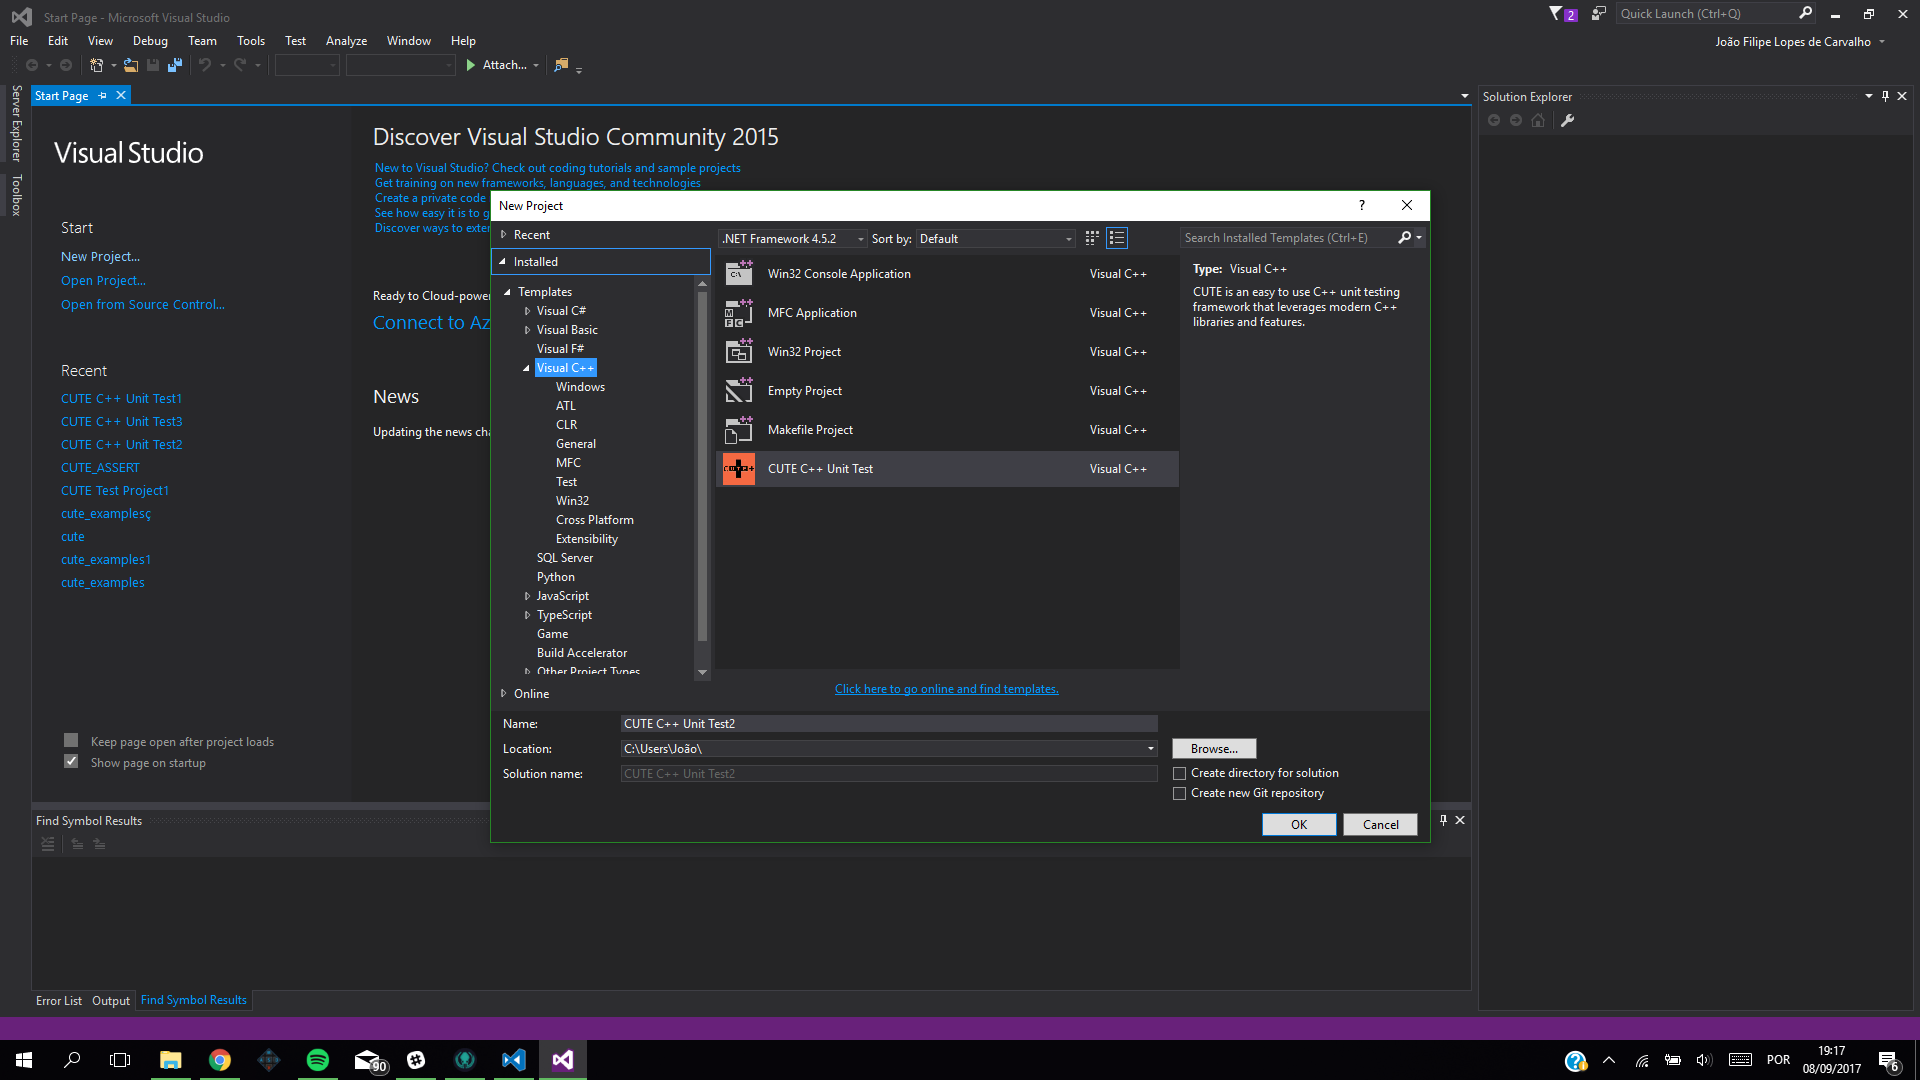 Start Page - Microsoft Visual Studio
2
Quick Launch (Ctrl+Q)
File Edit View Debug Team Tools Test Analyze Window Help
João Filipe Lopes de Carvalho
Attach...
Server Explorer
Toolbox
Start Page
Solution Explorer
Visual Studio
Discover Visual Studio Community 2015
New to Visual Studio? Check out coding tutorials and sample projects
Get training on new frameworks, languages, and technologies
Create a private code
See how easy it is to g
Discover ways to exter
Start
New Project...
Open Project...
Open from Source Control...
Ready to Cloud-power
Connect to Az
Recent
CUTE C++ Unit Test1
CUTE C++ Unit Test3
CUTE C++ Unit Test2
CUTE_ASSERT
CUTE Test Project1
cute_examplesç
cute
cute_examples1
cute_examples
News
Updating the news cha
Keep page open after project loads
Show page on startup
New Project
?
Recent
Installed
Templates
Visual C#
Visual Basic
Visual F#
Visual C++
Windows
ATL
CLR
General
MFC
Test
Win32
Cross Platform
Extensibility
SQL Server
Python
JavaScript
TypeScript
Game
Build Accelerator
Other Project Types
Online
.NET Framework 4.5.2 Sort by: Default
Search Installed Templates (Ctrl+E)
Win32 Console Application Visual C++
MFC Application Visual C++
Win32 Project Visual C++
Empty Project Visual C++
Makefile Project Visual C++
CUTE C++ Unit Test Visual C++
Type: Visual C++
CUTE is an easy to use C++ unit testing
framework that leverages modern C++
libraries and features.
Click here to go online and find templates.
Name: CUTE C++ Unit Test2
Location: C:\Users\João\ Browse...
Solution name: CUTE C++ Unit Test2
Create directory for solution
Create new Git repository
OK Cancel
Find Symbol Results
Error List Output Find Symbol Results
90
POR
19:17
08/09/2017
6